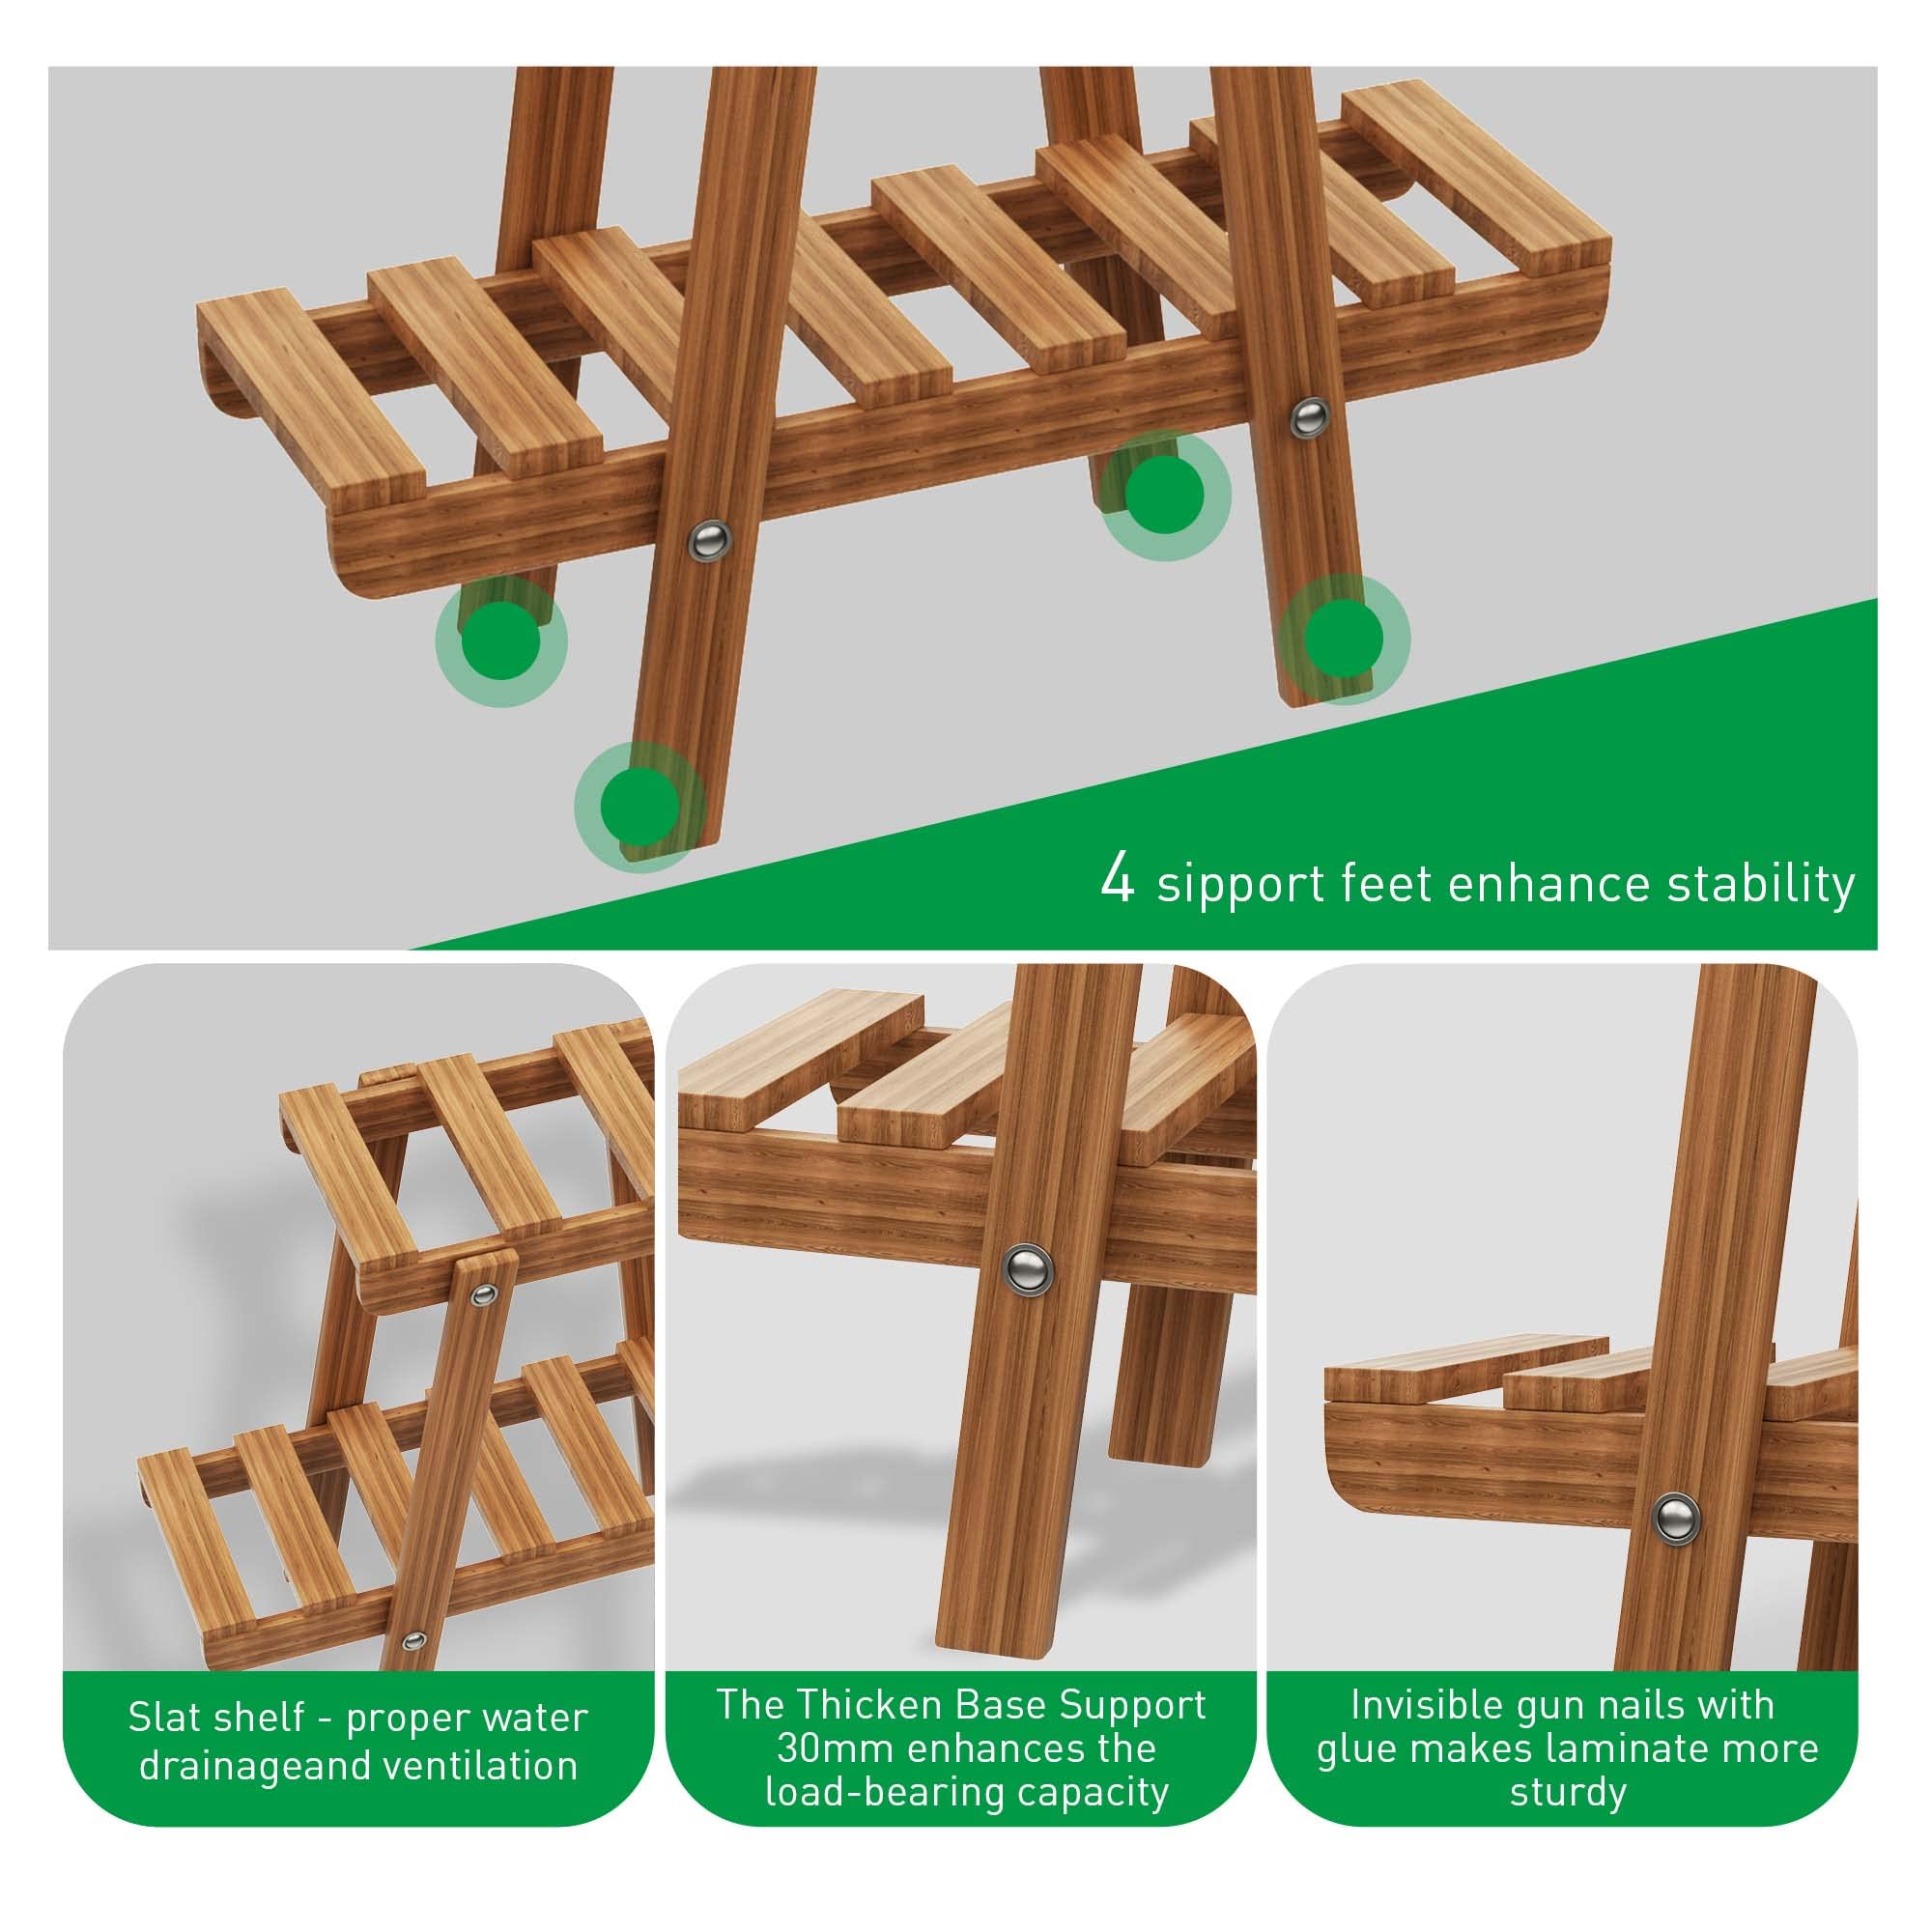 4 sipport feet enhance stability
Slat shelf - proper water
drainageand ventilation
The Thicken Base Support
30mm enhances the
load-bearing capacity
Invisible gun nails with
glue makes laminate more
sturdy